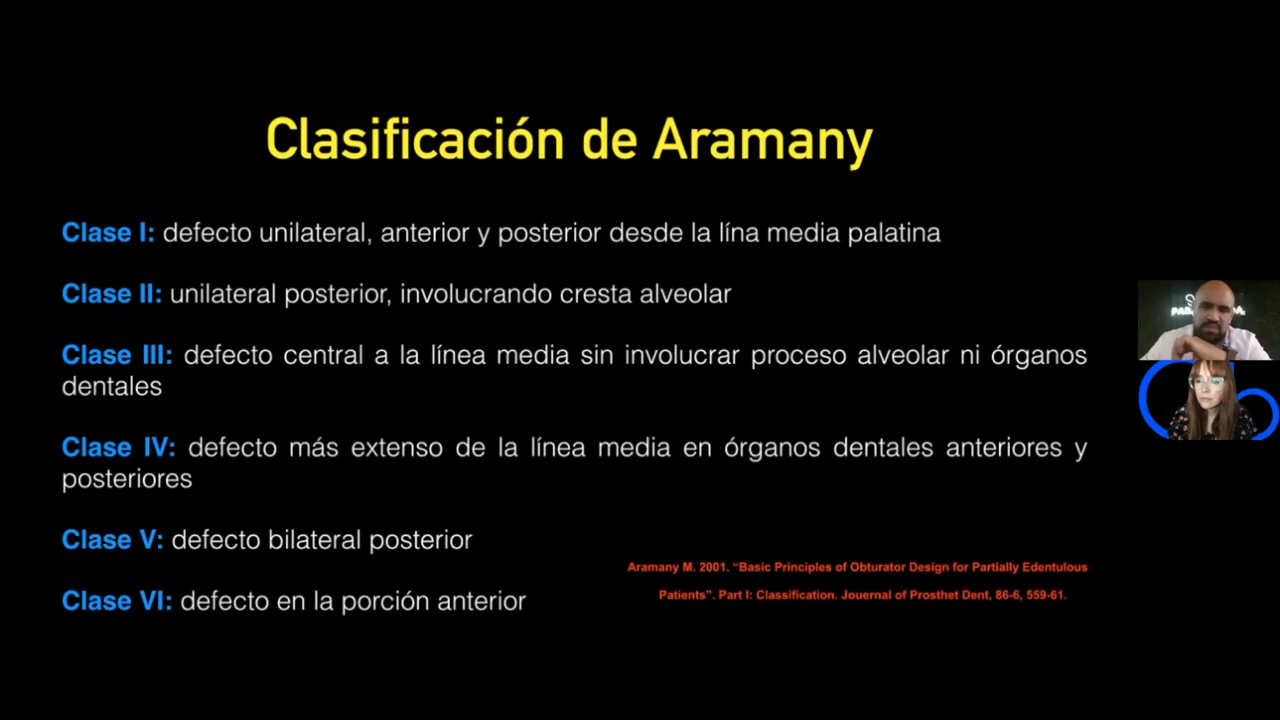 Clasificación de Aramany
Clase I: defecto unilateral, anterior y posterior desde la lína media palatina
Clase II: unilateral posterior, involucrando cresta alveolar
Clase III: defecto central a la línea media sin involucrar proceso alveolar ni órganos
dentales
Clase IV: defecto más extenso de la línea media en órganos dentales anteriores y
posteriores
Clase V: defecto bilateral posterior
Clase VI: defecto en la porción anterior
Aramany M. 2001. “Basic Principles of Obturator Design for Partially Edentulous
Patients”. Part I: Classification. Jouernal of Prosthet Dent, 86-6, 559-61.